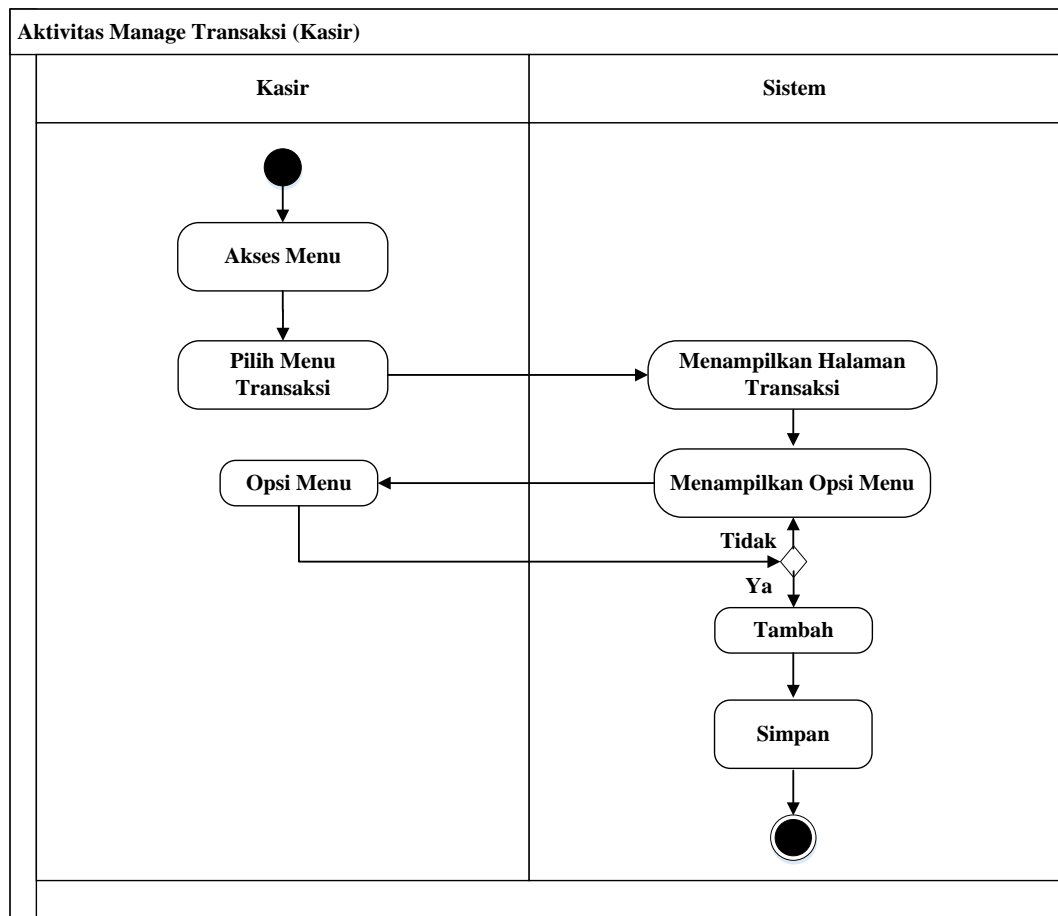 Aktivitas Manage Transaksi (Kasir)
Kasir
Sistem
Akses Menu
Pilih Menu
Transaksi
Menampilkan Halaman
Transaksi
Opsi Menu
Menampilkan Opsi Menu
Tidak
Ya
Tambah
Simpan